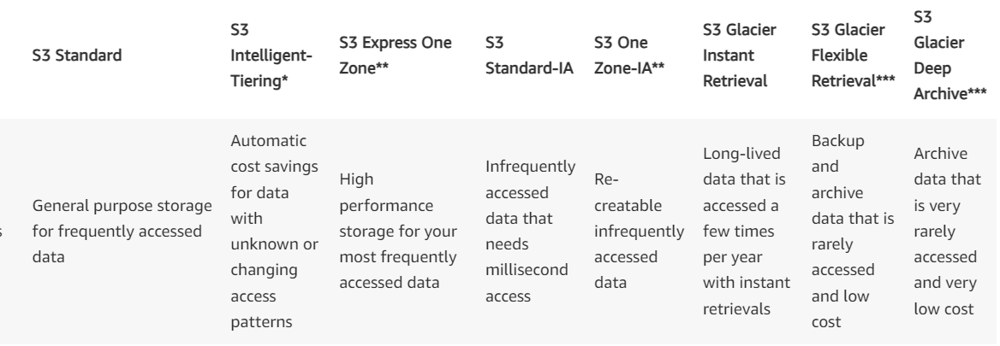 S3 Standard
S3
Intelligent-
Tiering*
S3 Express One
Zone**
S3
Standard-IA
S3 One
Zone-IA**
S3 Glacier
Instant
Retrieval
S3 Glacier
Flexible
Retrieval***
S3
Glacier
Deep
Archive***
s
General purpose storage
for frequently accessed
data
Automatic
cost savings
for data
with
unknown or
changing
access
patterns
High
performance
storage for your
most frequently
accessed data
Infrequently
accessed
data that
needs
millisecond
access
Re-
creatable
infrequently
accessed
data
Long-lived
data that is
accessed a
few times
per year
with instant
retrievals
Backup
and
archive
data that is
rarely
accessed
and low
cost
Archive
data that
is very
rarely
accessed
and very
low cost